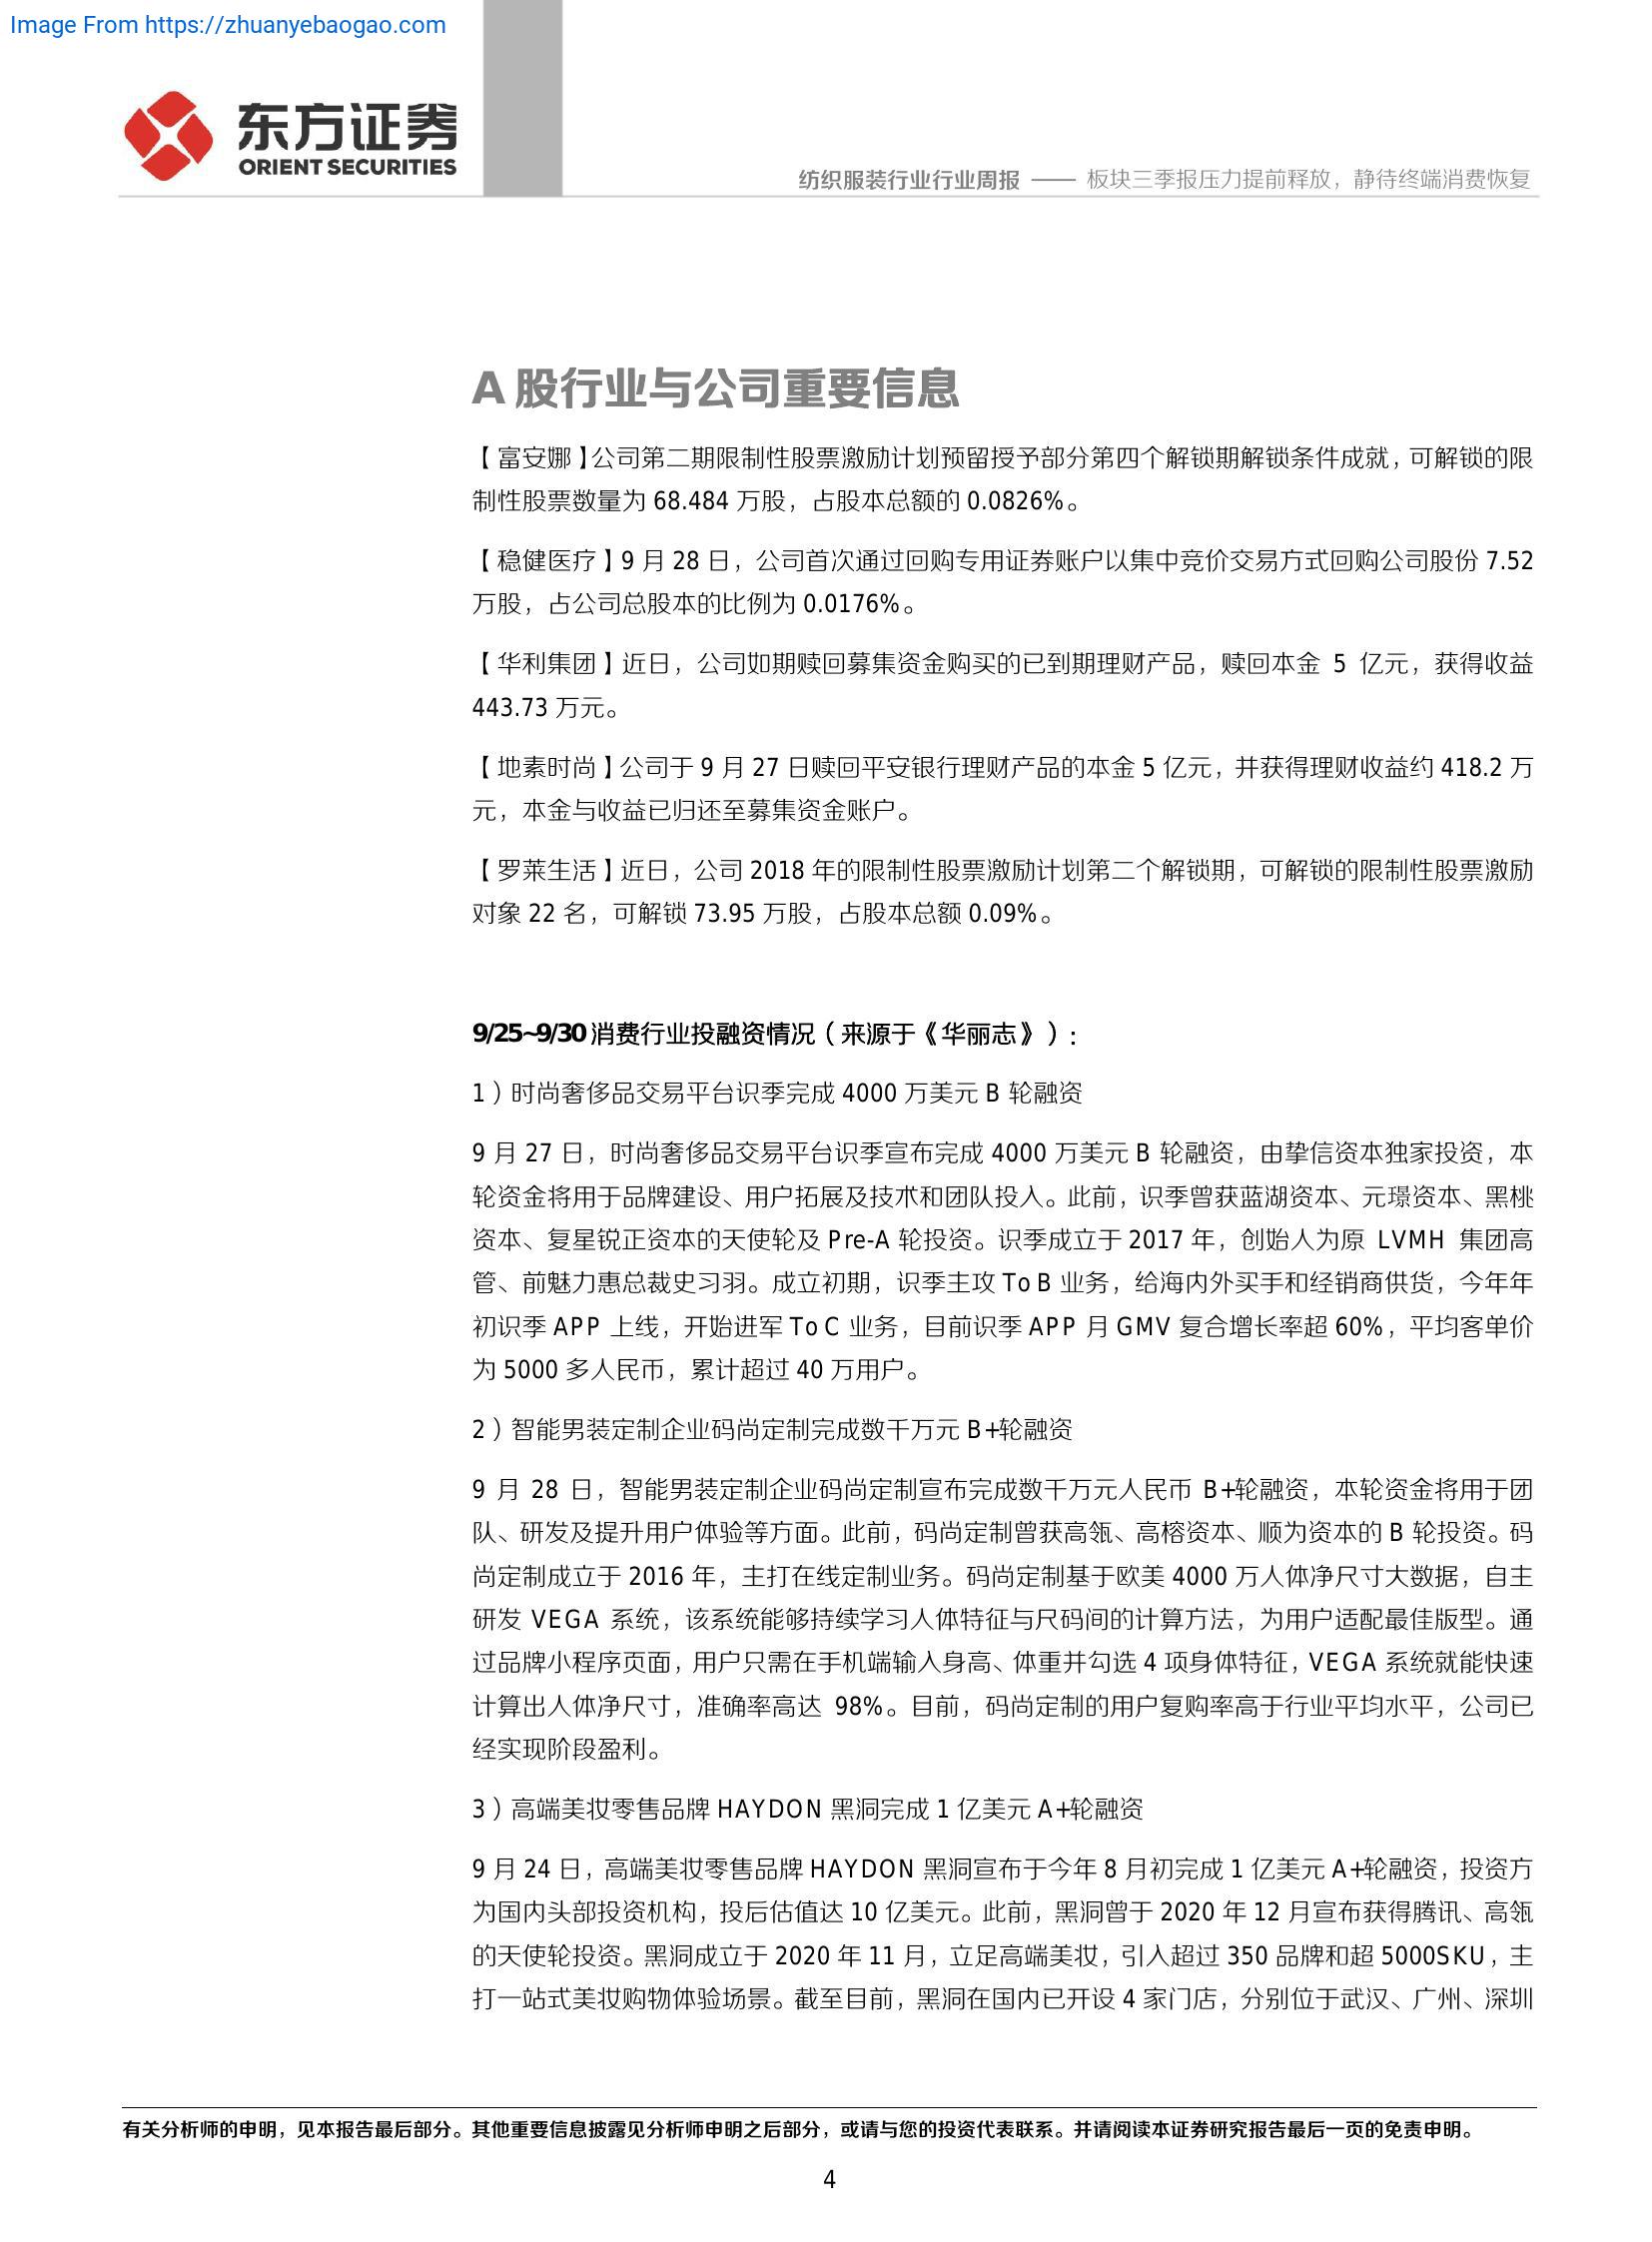 Image From https://zhuanyebaogao.com
东方证券
ORIENT SECURITIES
纺织服装行业行业周报 —— 板块三季报压力提前释放，静待终端消费恢复
A 股行业与公司重要信息
【富安娜】公司第二期限制性股票激励计划预留授予部分第四个解锁期解锁条件成就，可解锁的限
制性股票数量为 68.484 万股，占股本总额的 0.0826%。
【稳健医疗】9 月 28 日，公司首次通过回购专用证券账户以集中竞价交易方式回购公司股份 7.52
万股，占公司总股本的比例为 0.0176%。
【华利集团】近日，公司如期赎回募集资金购买的已到期理财产品，赎回本金 5 亿元，获得收益
443.73 万元。
【地素时尚】公司于 9 月 27 日赎回平安银行理财产品的本金 5 亿元，并获得理财收益约 418.2 万
元，本金与收益已归还至募集资金账户。
【罗莱生活】近日，公司 2018 年的限制性股票激励计划第二个解锁期，可解锁的限制性股票激励
对象 22 名，可解锁 73.95 万股，占股本总额 0.09%。
9/25~9/30 消费行业投融资情况（来源于《华丽志》）：
1）时尚奢侈品交易平台识季完成 4000 万美元 B 轮融资
9 月 27 日，时尚奢侈品交易平台识季宣布完成 4000 万美元 B 轮融资，由挚信资本独家投资，本
轮资金将用于品牌建设、用户拓展及技术和团队投入。此前，识季曾获蓝湖资本、元璟资本、黑桃
资本、复星锐正资本的天使轮及 Pre-A 轮投资。识季成立于 2017 年，创始人为原 LVMH 集团高
管、前魅力惠总裁史习羽。成立初期，识季主攻 To B 业务，给海内外买手和经销商供货，今年年
初识季 APP 上线，开始进军 To C 业务，目前识季 APP 月 GMV 复合增长率超 60%，平均客单价
为 5000 多人民币，累计超过 40 万用户。
2）智能男装定制企业码尚定制完成数千万元 B+轮融资
9 月 28 日，智能男装定制企业码尚定制宣布完成数千万元人民币 B+轮融资，本轮资金将用于团
队、研发及提升用户体验等方面。此前，码尚定制曾获高瓴、高榕资本、顺为资本的 B 轮投资。码
尚定制成立于 2016 年，主打在线定制业务。码尚定制基于欧美 4000 万人体净尺寸大数据，自主
研发 VEGA 系统，该系统能够持续学习人体特征与尺码间的计算方法，为用户适配最佳版型。通
过品牌小程序页面，用户只需在手机端输入身高、体重并勾选 4 项身体特征，VEGA 系统就能快速
计算出人体净尺寸，准确率高达 98%。目前，码尚定制的用户复购率高于行业平均水平，公司已
经实现阶段盈利。
3）高端美妆零售品牌 HAYDON 黑洞完成 1 亿美元 A+轮融资
9 月 24 日，高端美妆零售品牌 HAYDON 黑洞宣布于今年 8 月初完成 1 亿美元 A+轮融资，投资方
为国内头部投资机构，投后估值达 10 亿美元。此前，黑洞曾于 2020 年 12 月宣布获得腾讯、高瓴
的天使轮投资。黑洞成立于 2020 年 11 月，立足高端美妆，引入超过 350 品牌和超 5000SKU，主
打一站式美妆购物体验场景。截至目前，黑洞在国内已开设 4 家门店，分别位于武汉、广州、深圳
有关分析师的申明，见本报告最后部分。其他重要信息披露见分析师申明之后部分，或请与您的投资代表联系。并请阅读本证券研究报告最后一页的免责申明。
4